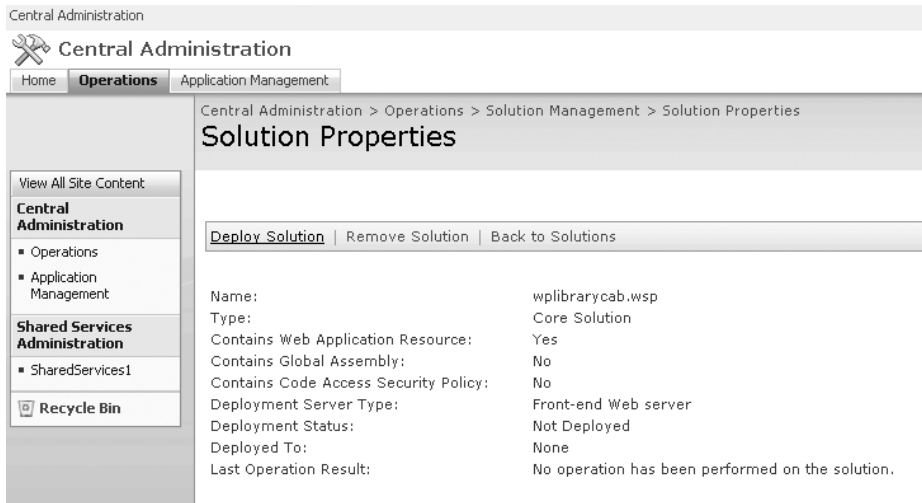 Central Administration
Central Administration
Home Operations Application Management
Central Administration > Operations > Solution Management > Solution Properties
Solution Properties
View All Site Content
Central
Administration
Operations
Application
Management
Shared Services
Administration
SharedServices1
Recycle Bin
Deploy Solution | Remove Solution | Back to Solutions
Name: wplibrarycab.wsp
Type: Core Solution
Contains Web Application Resource: Yes
Contains Global Assembly: No
Contains Code Access Security Policy: No
Deployment Server Type: Front-end Web server
Deployment Status: Not Deployed
Deployed To: None
Last Operation Result: No operation has been performed on the solution.